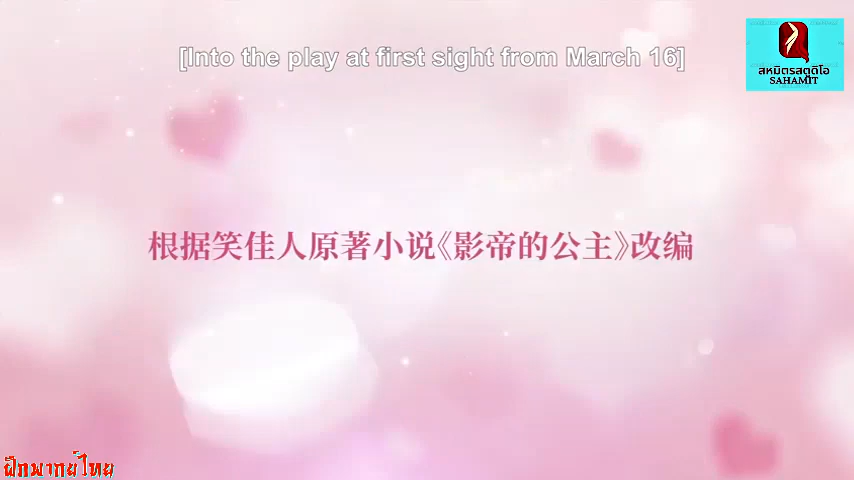 [Into the play at first sight from March 16]
สหมิตรสตูดิโอ
SAHAMIT
根据笑佳人原著小说《影帝的公主》改编
ฝึกพากย์ไทย